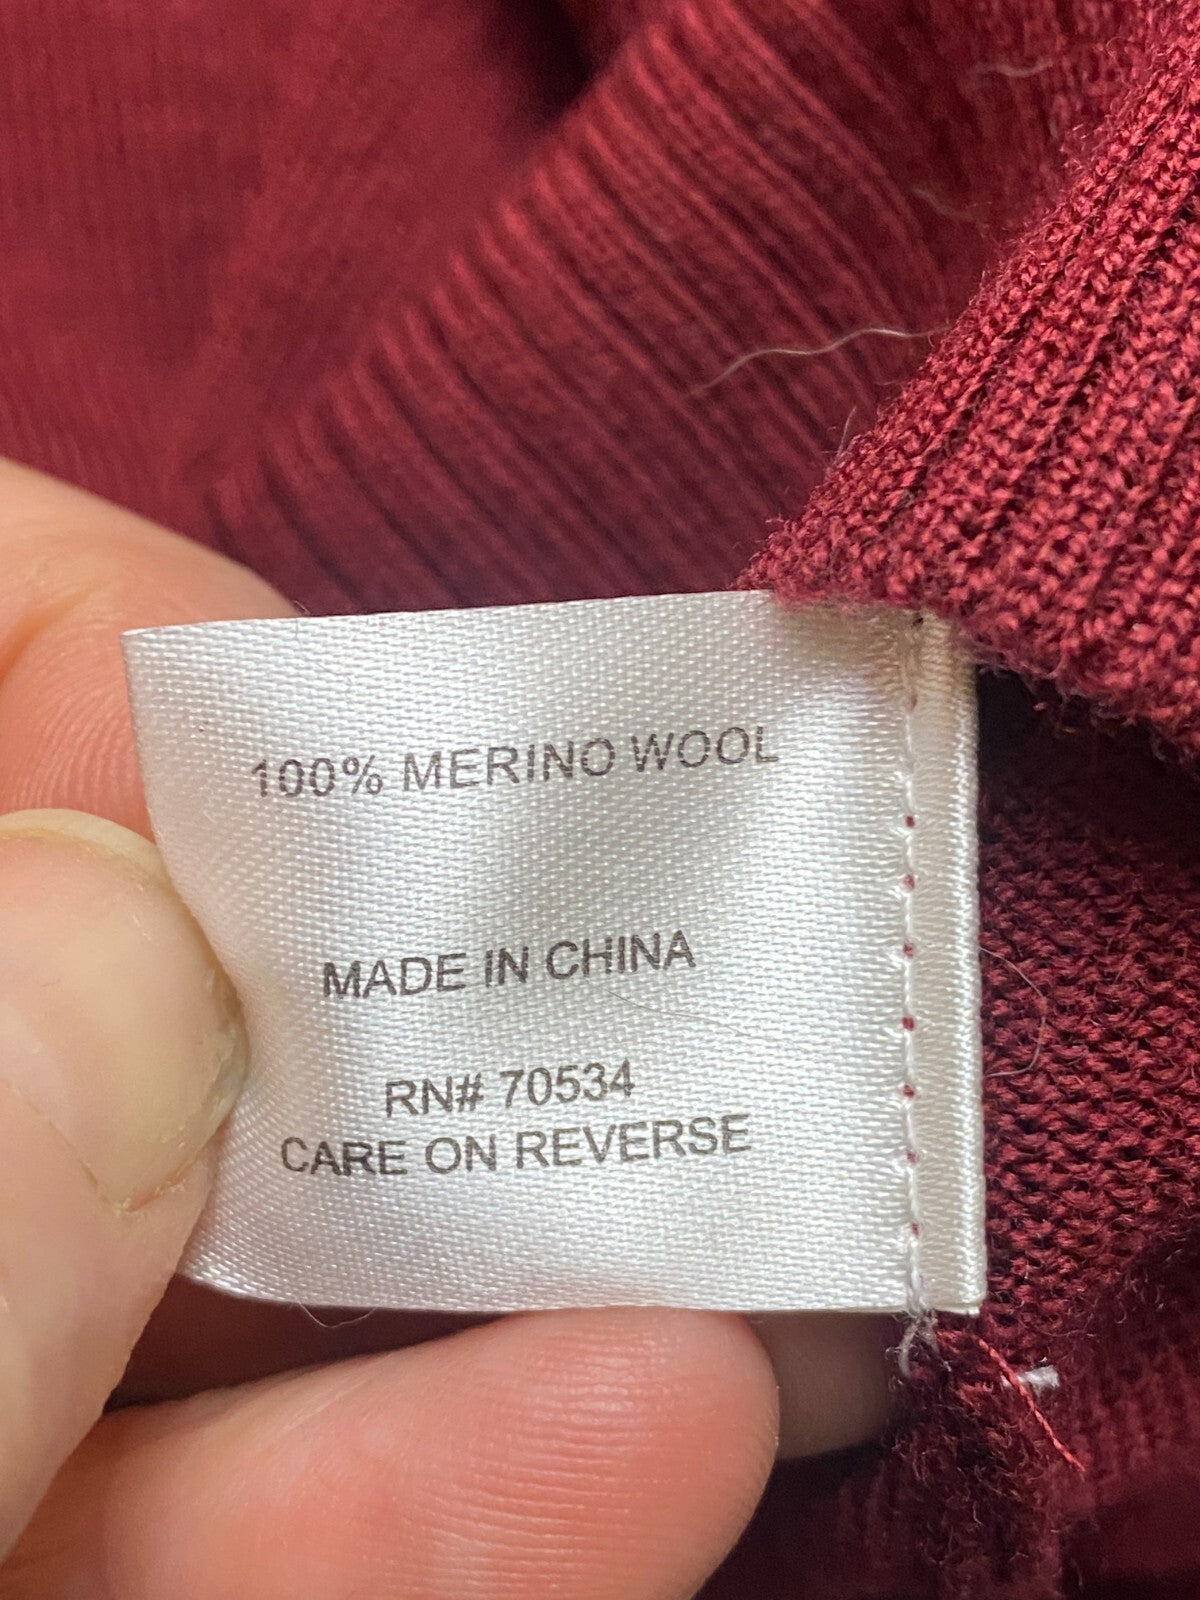 100% MERINO WOOL
MADE IN CHINA
RN# 70534
CARE ON REVERSE